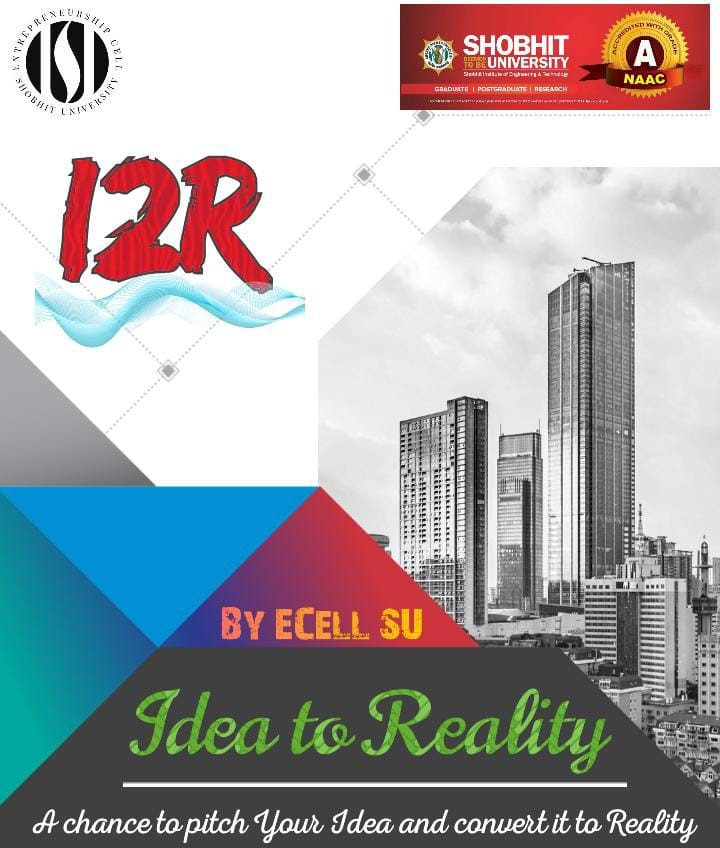 ENTREPRENEURSHIP CELL
SHOBHIT UNIVERSITY
SHOBHIT
DEEMED TO BE UNIVERSITY
Shobhit Institute of Engineering & Technology
GRADUATE | POSTGRADUATE | RESEARCH
ACCREDITED WITH GRADE
A
NAAC
I2R
By ECell SU
Idea to Reality
A chance to pitch Your Idea and convert it to Reality